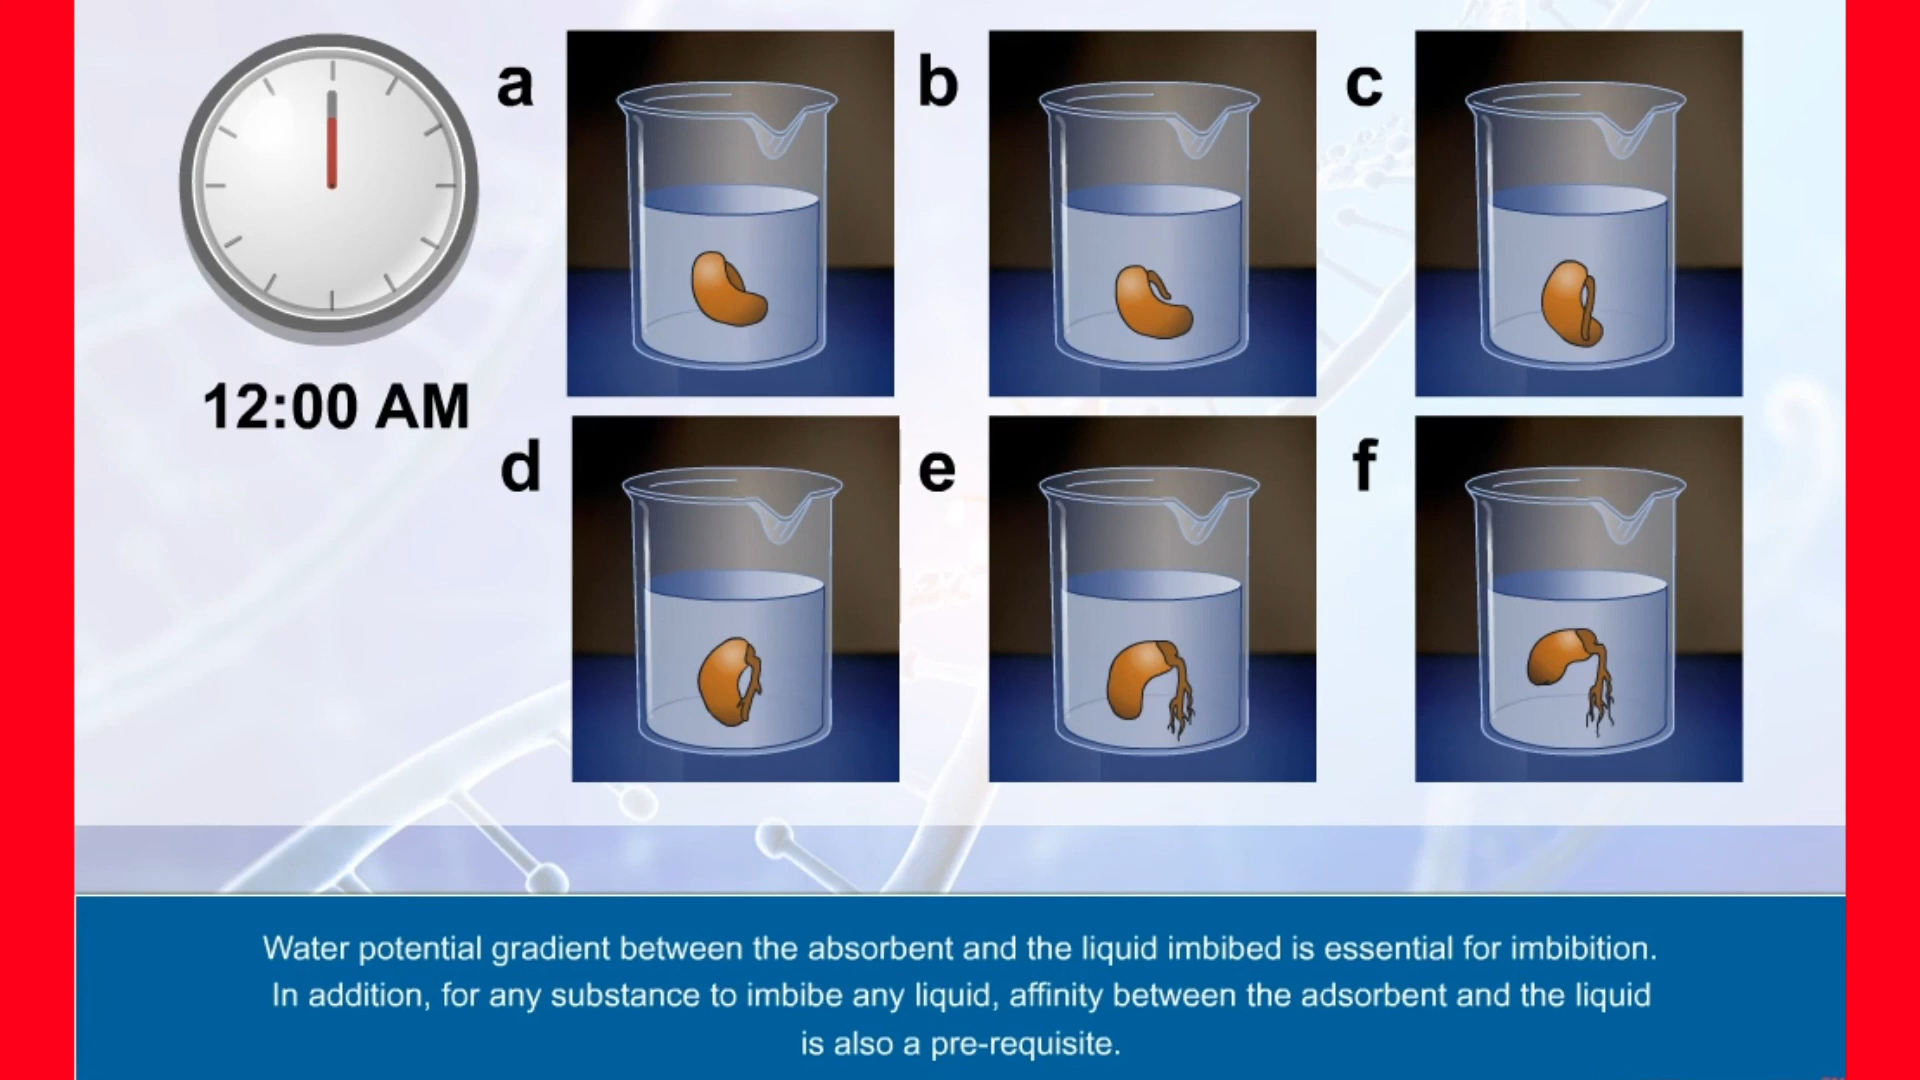 a
b
c
12:00 AM
d
e
f
Water potential gradient between the absorbent and the liquid imbibed is essential for imbibition.
In addition, for any substance to imbibe any liquid, affinity between the adsorbent and the liquid
is also a pre-requisite.